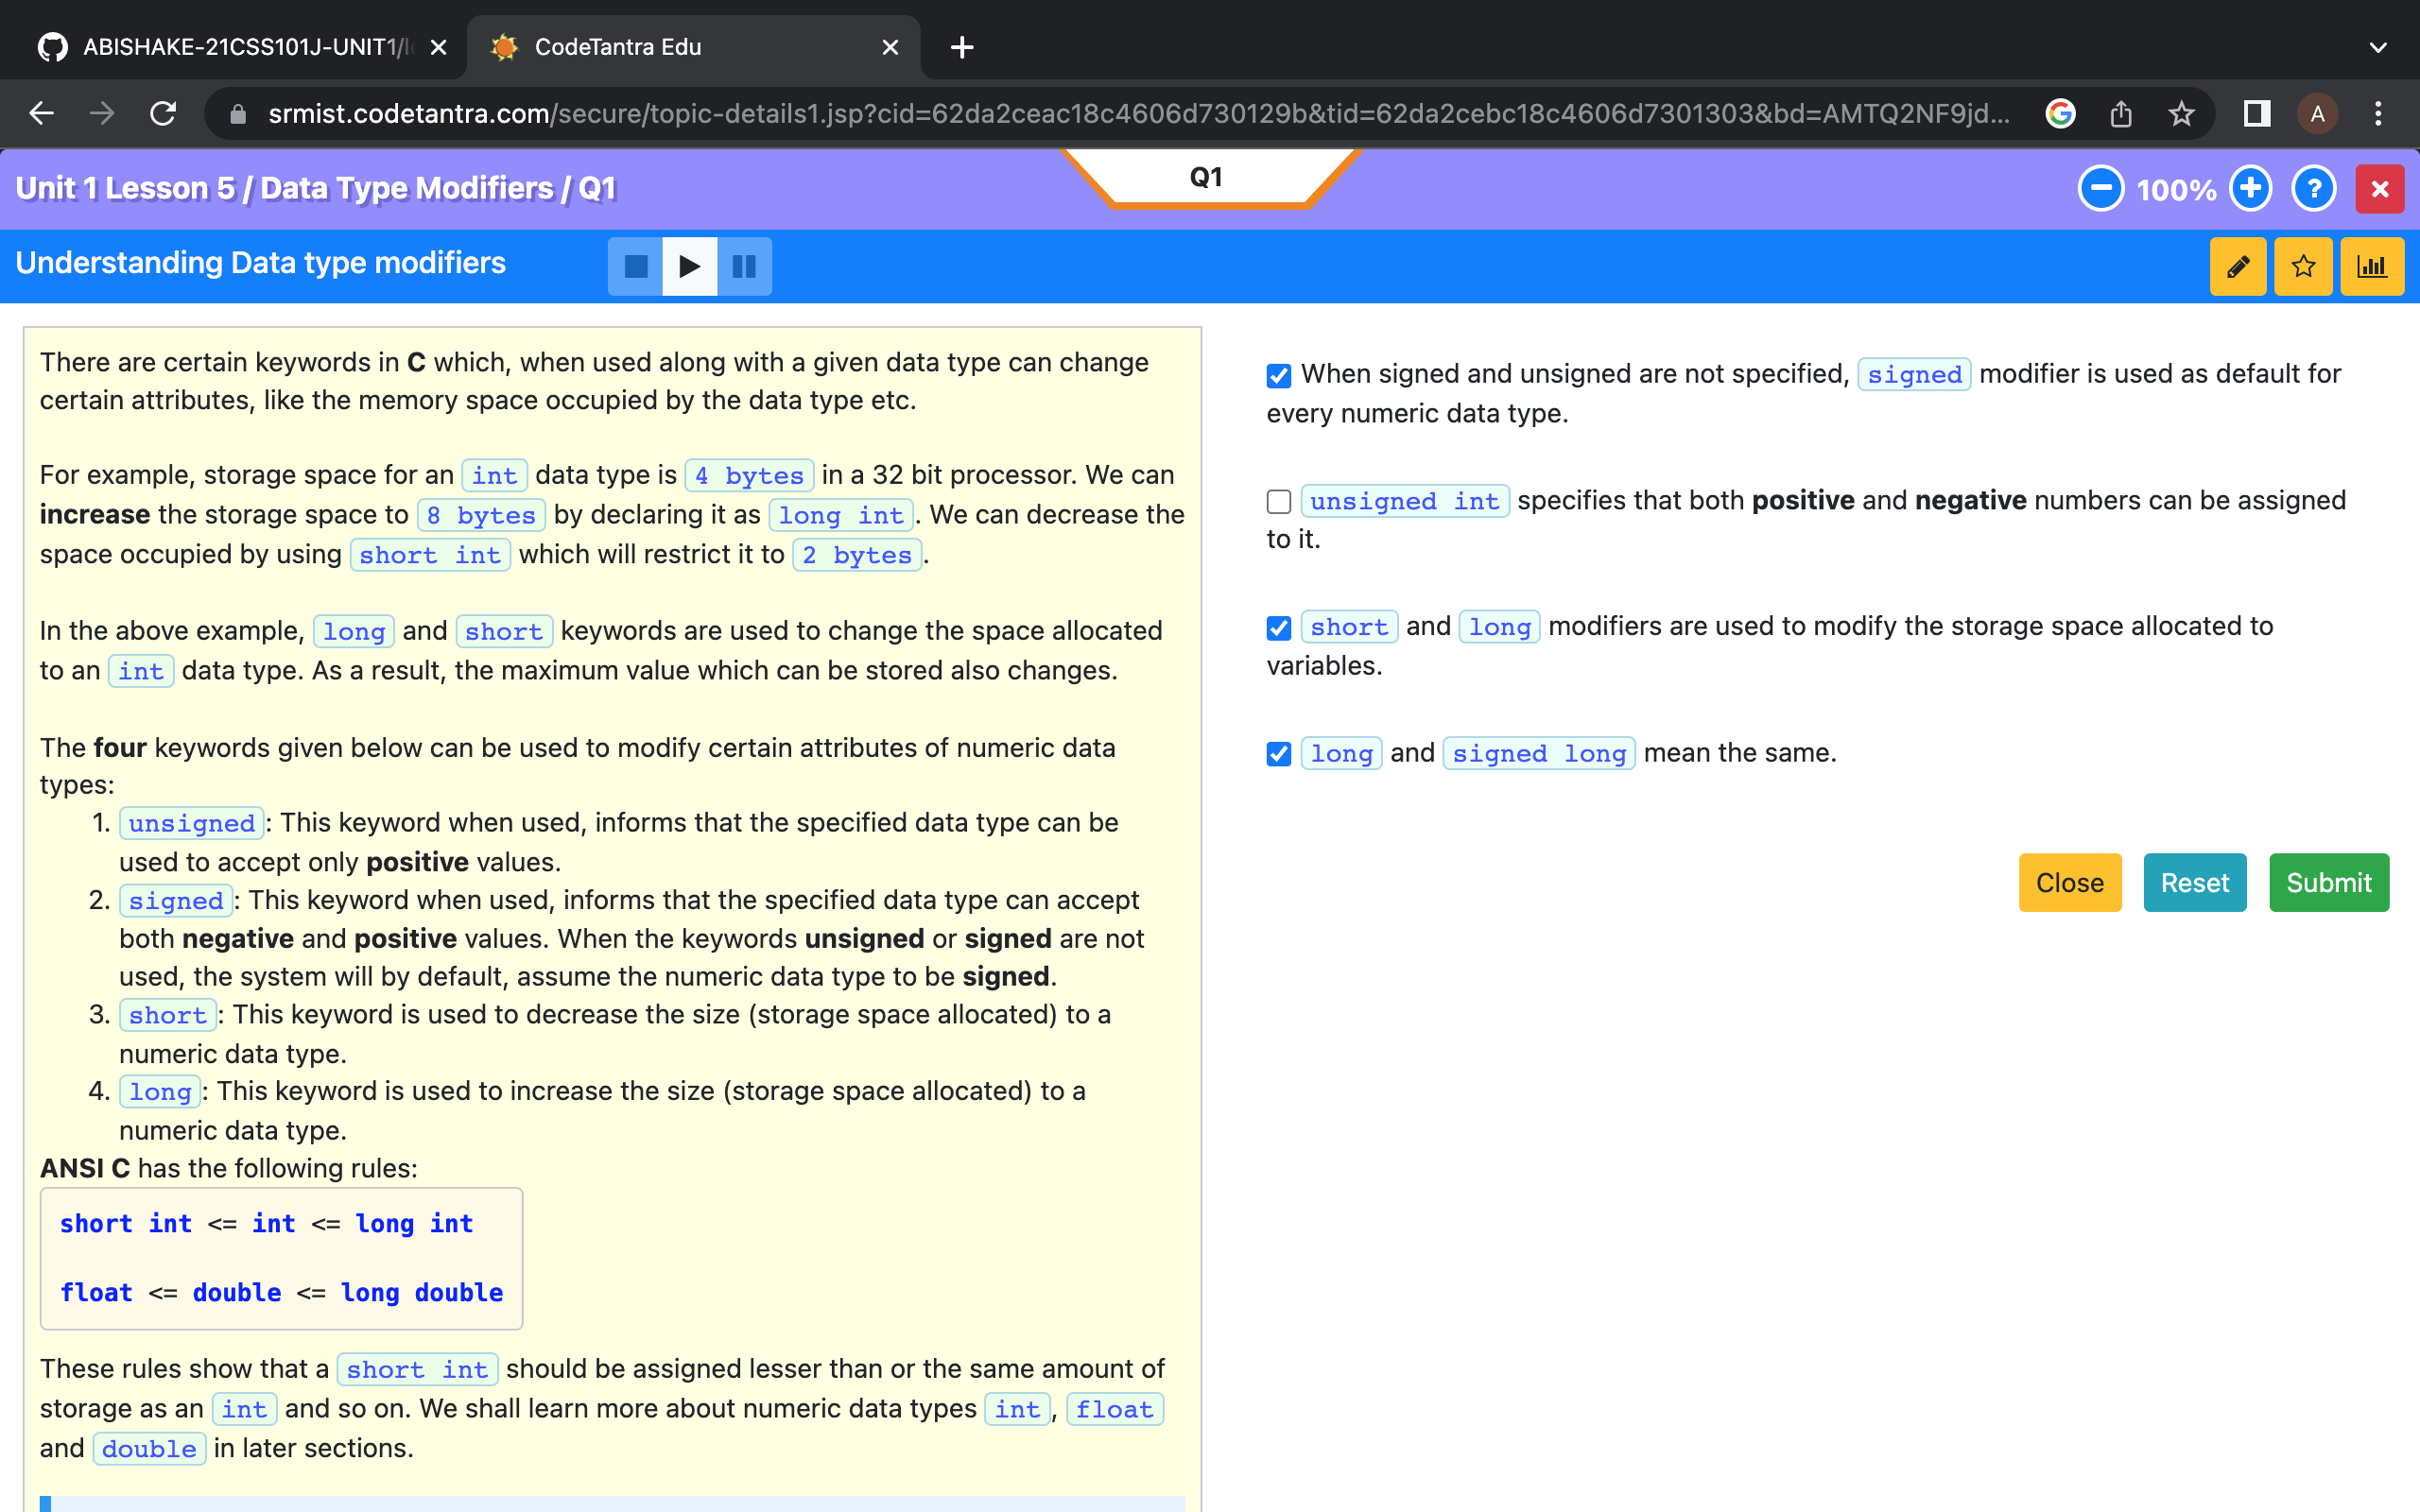 ABISHAKE-21CSS101J-UNIT1/l
CodeTantra Edu
srmist.codetantra.com/secure/topic-details1.jsp?cid=62da2ceac18c4606d730129b&tid=62da2cebc18c4606d7301303&bd=AMTQ2NF9jd...
A
Unit 1 Lesson 5 / Data Type Modifiers / Q1
Q1
100%
Understanding Data type modifiers
There are certain keywords in C which, when used along with a given data type can change
certain attributes, like the memory space occupied by the data type etc.
For example, storage space for an int data type is 4 bytes in a 32 bit processor. We can
increase the storage space to 8 bytes by declaring it as long int. We can decrease the
space occupied by using short int which will restrict it to 2 bytes.
In the above example, long and short keywords are used to change the space allocated
to an int data type. As a result, the maximum value which can be stored also changes.
The four keywords given below can be used to modify certain attributes of numeric data
types:
1. unsigned: This keyword when used, informs that the specified data type can be
used to accept only positive values.
2. signed: This keyword when used, informs that the specified data type can accept
both negative and positive values. When the keywords unsigned or signed are not
used, the system will by default, assume the numeric data type to be signed.
3. short: This keyword is used to decrease the size (storage space allocated) to a
numeric data type.
4. long: This keyword is used to increase the size (storage space allocated) to a
numeric data type.
ANSI C has the following rules:
short int <= int <= long int
float <= double <= long double
These rules show that a short int should be assigned lesser than or the same amount of
storage as an int and so on. We shall learn more about numeric data types int, float
and double in later sections.
When signed and unsigned are not specified, signed modifier is used as default for
every numeric data type.
unsigned int specifies that both positive and negative numbers can be assigned
to it.
short and long modifiers are used to modify the storage space allocated to
variables.
long and signed long mean the same.
Close
Reset
Submit